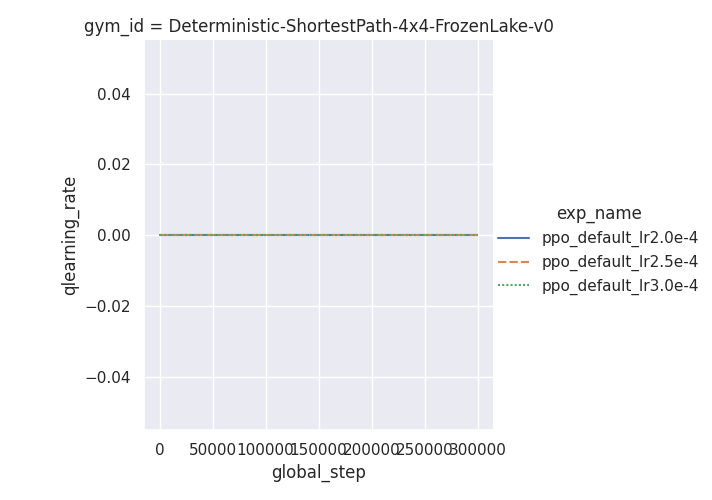 gym_id = Deterministic-ShortestPath-4x4-FrozenLake-v0
0.04
0.02
0.00
−0.02
−0.04
qlearning_rate
0 50000 100000 150000 200000 250000 300000
global_step
exp_name
ppo_default_lr2.0e-4
ppo_default_lr2.5e-4
ppo_default_lr3.0e-4